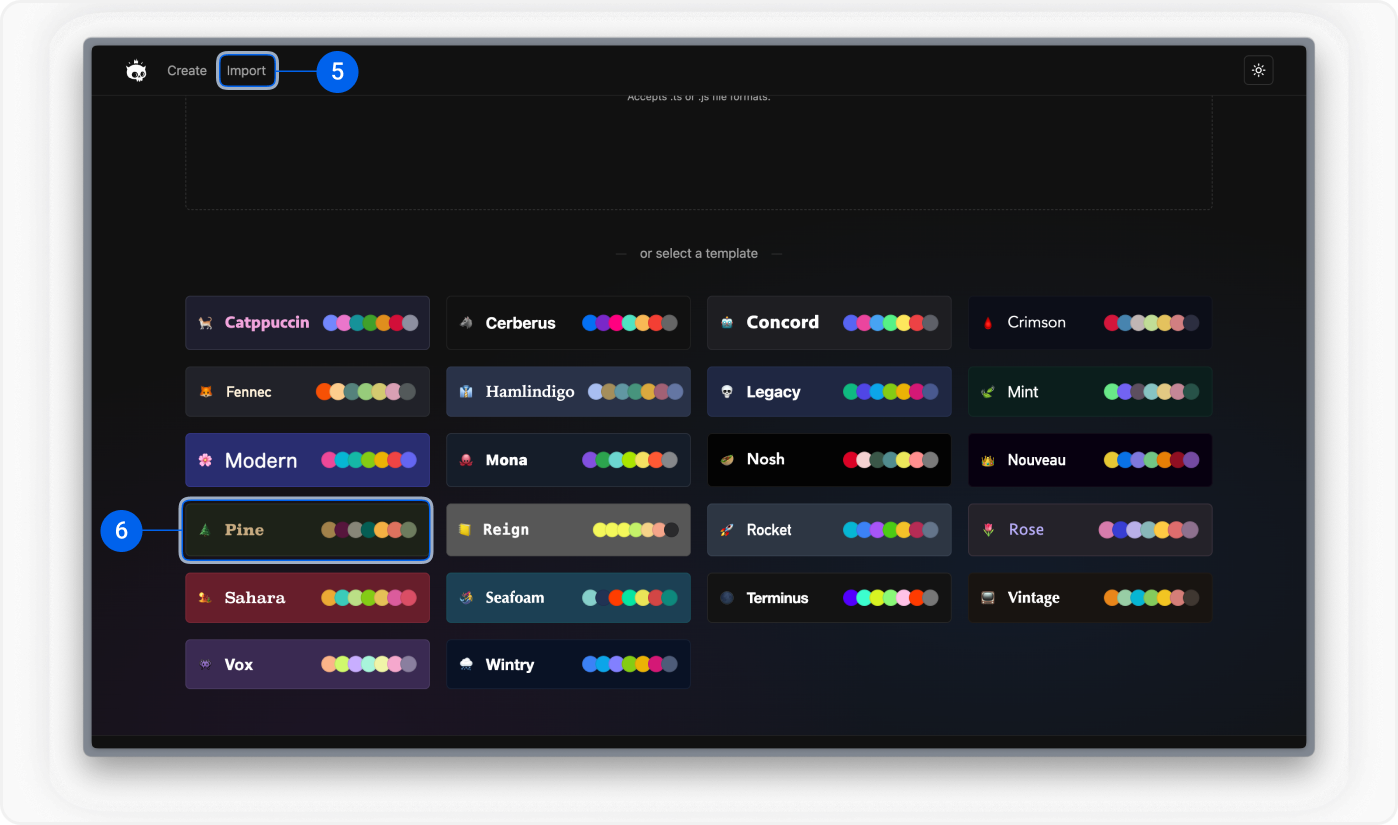 Create Import 5
Accepts .ts or .js file formats.
or select a template
Catppuccin Cerberus Concord Crimson
Fennec Hamlindigo Legacy Mint
Modern Mona Nosh Nouveau
6 Pine Reign Rocket Rose
Sahara Seafoam Terminus Vintage
Vox Wintry